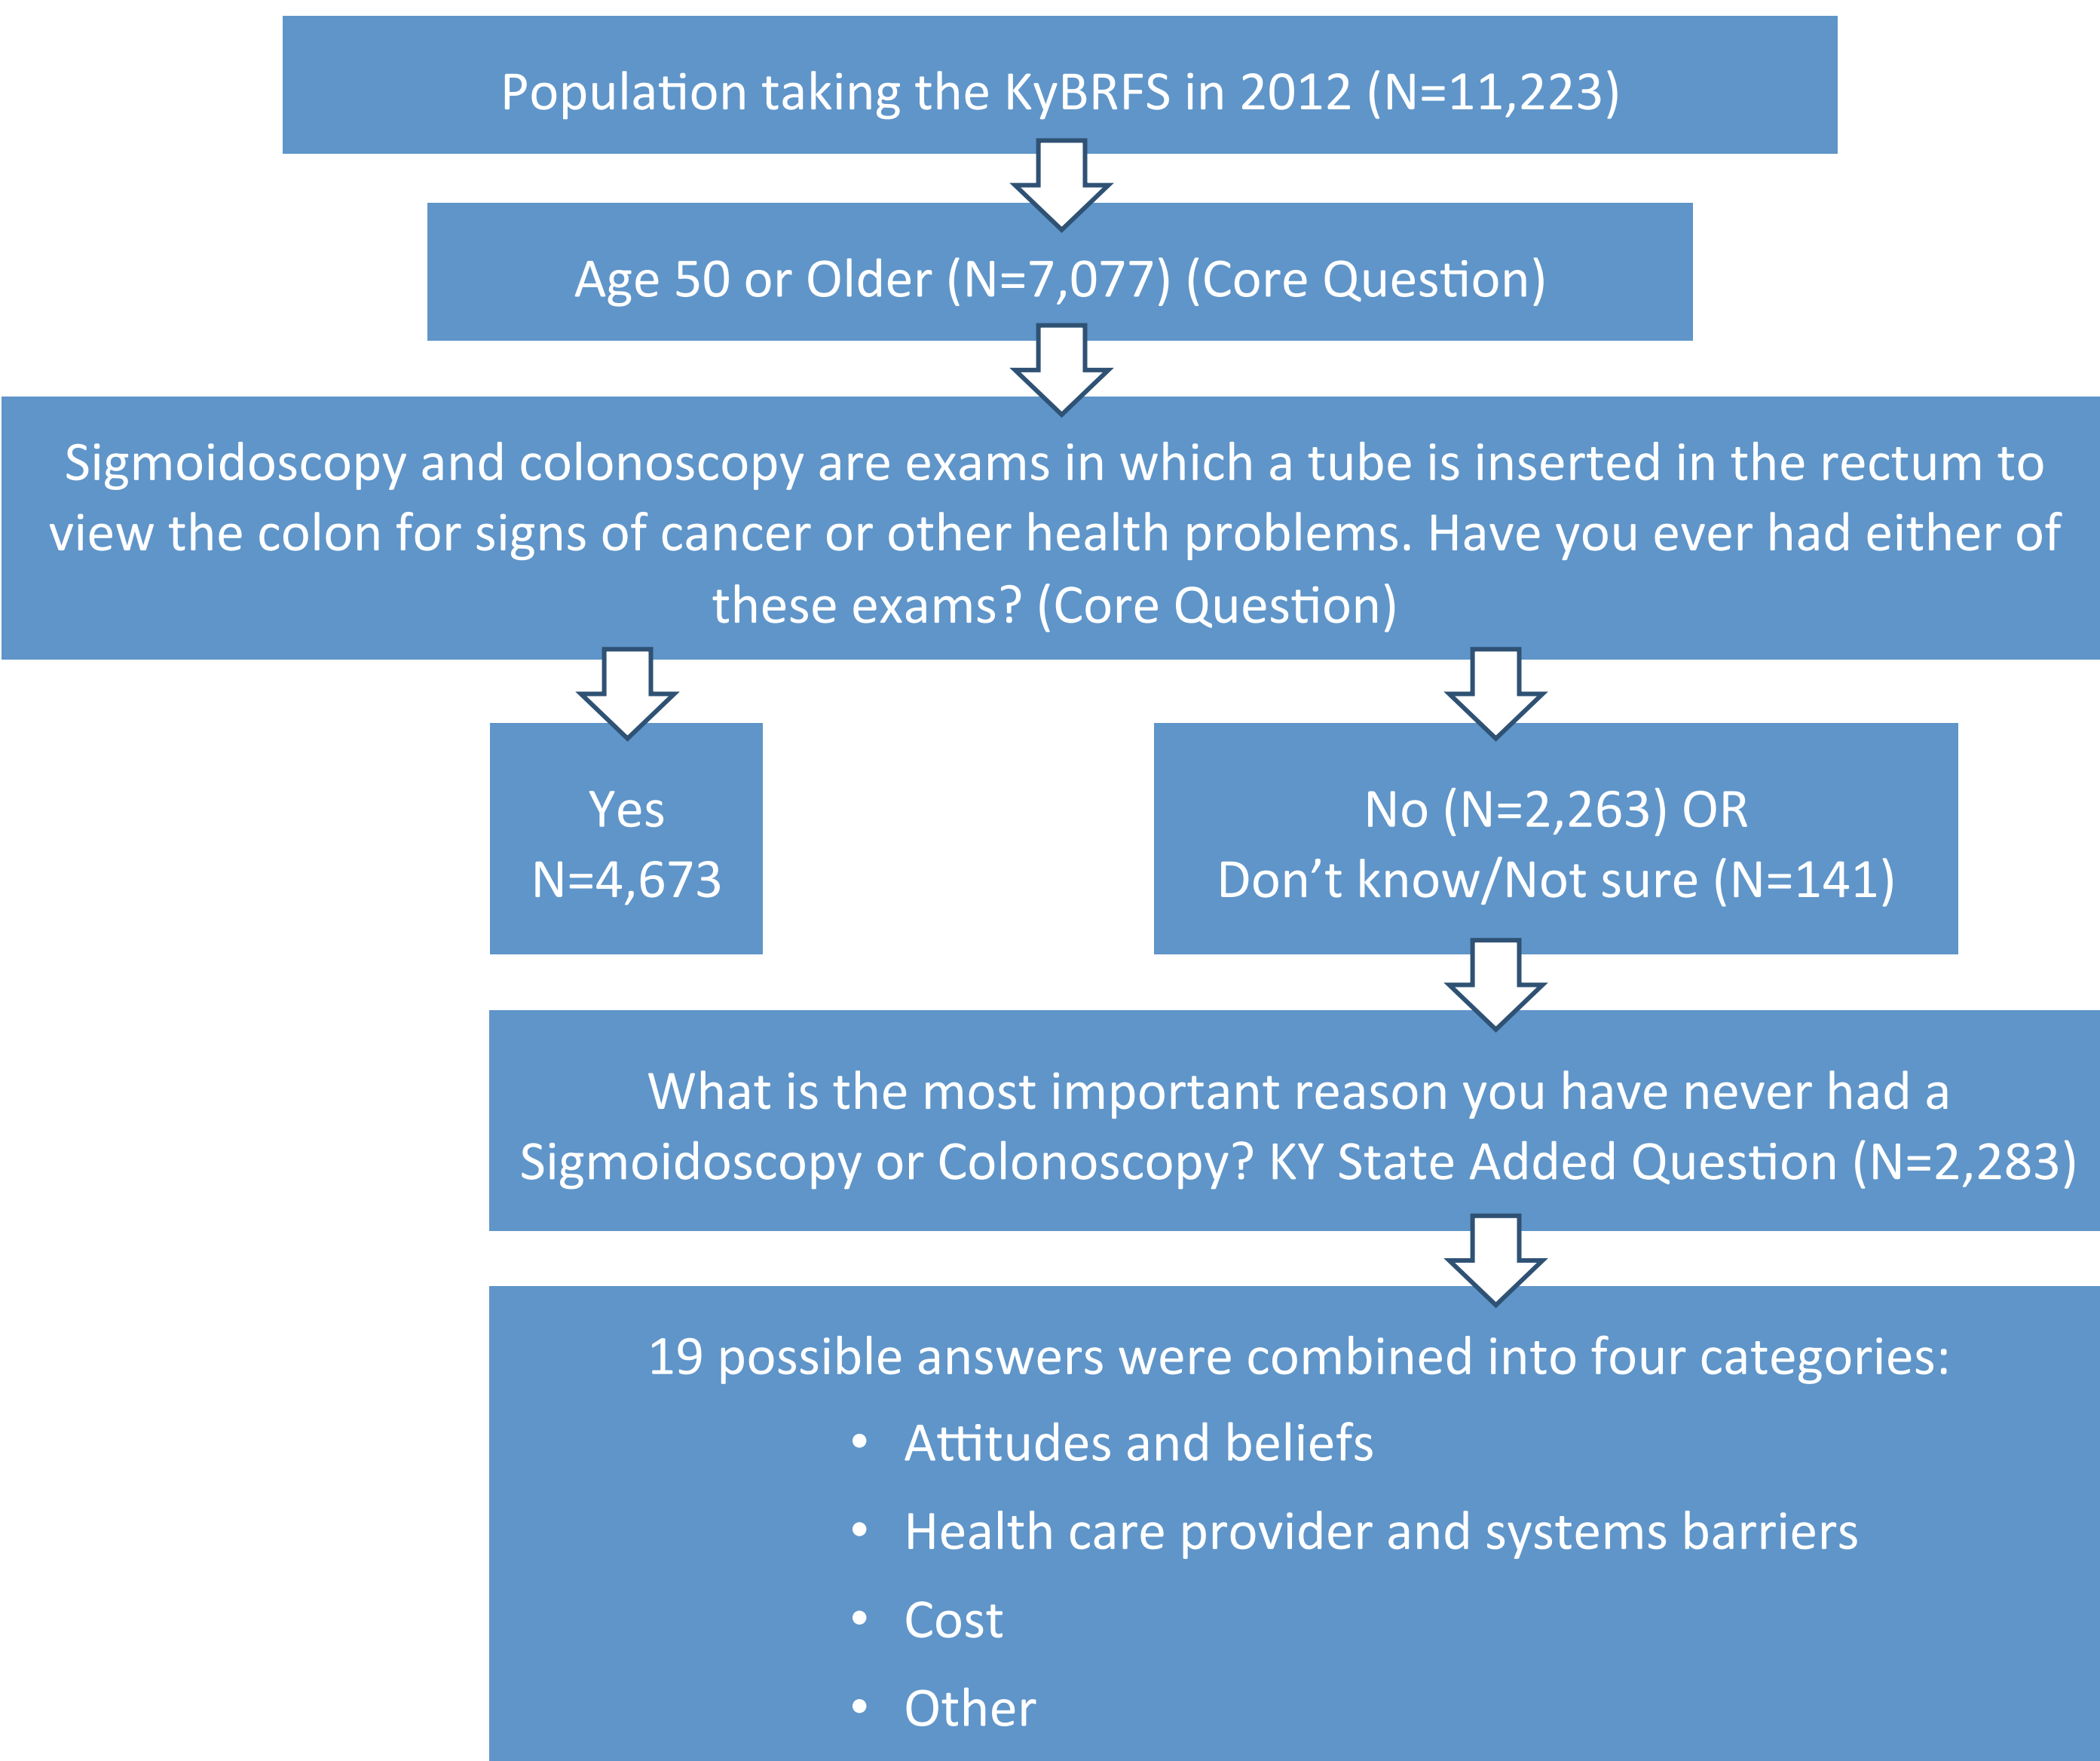 Population taking the KyBRFS in 2012 (N=11,223)
Age 50 or Older (N=7,077) (Core Question)
Sigmoidoscopy and colonoscopy are exams in which a tube is inserted in the rectum to
view the colon for signs of cancer or other health problems. Have you ever had either of
these exams? (Core Question)
Yes
N=4,673
No (N=2,263) OR
Don’t know/Not sure (N=141)
What is the most important reason you have never had a
Sigmoidoscopy or Colonoscopy? KY State Added Question (N=2,283)
19 possible answers were combined into four categories:
• Attitudes and beliefs
• Health care provider and systems barriers
• Cost
• Other